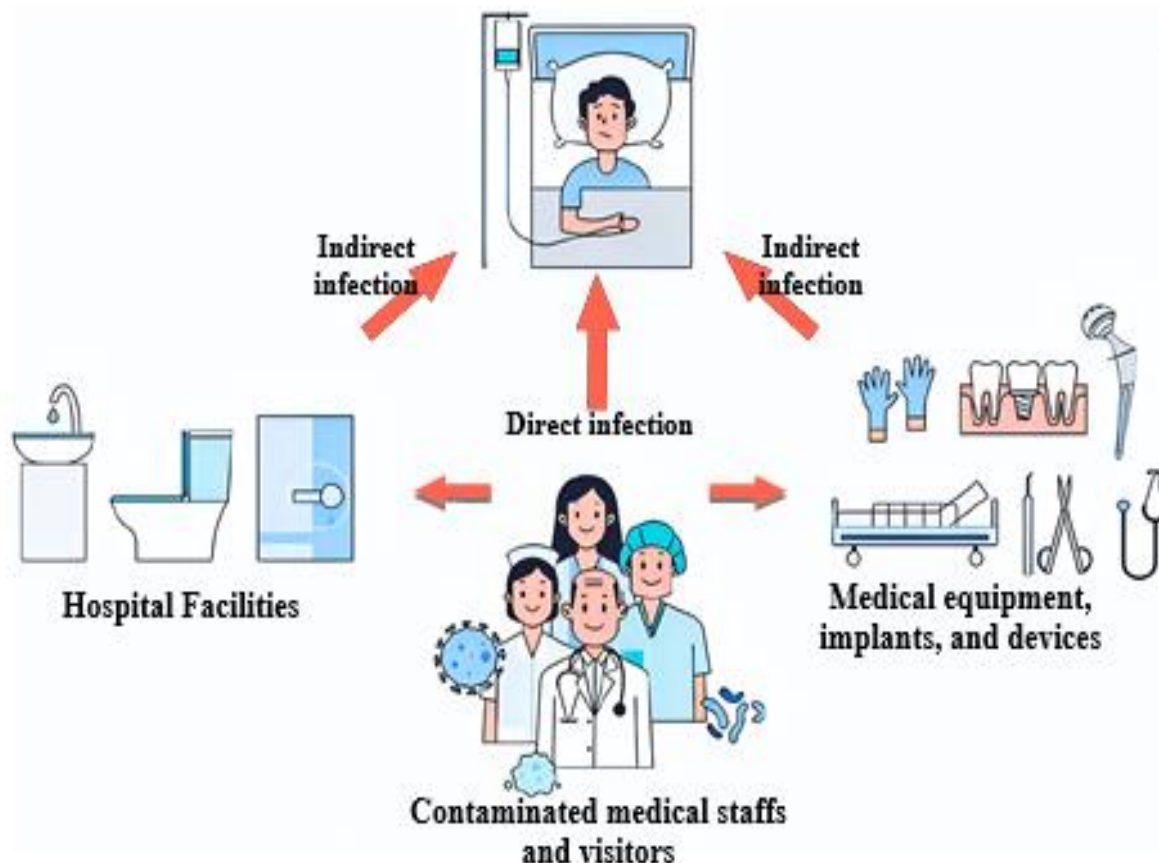 Indirect
infection
Indirect
infection
Direct infection
Hospital Facilities
Medical equipment,
implants, and devices
Contaminated medical staffs
and visitors